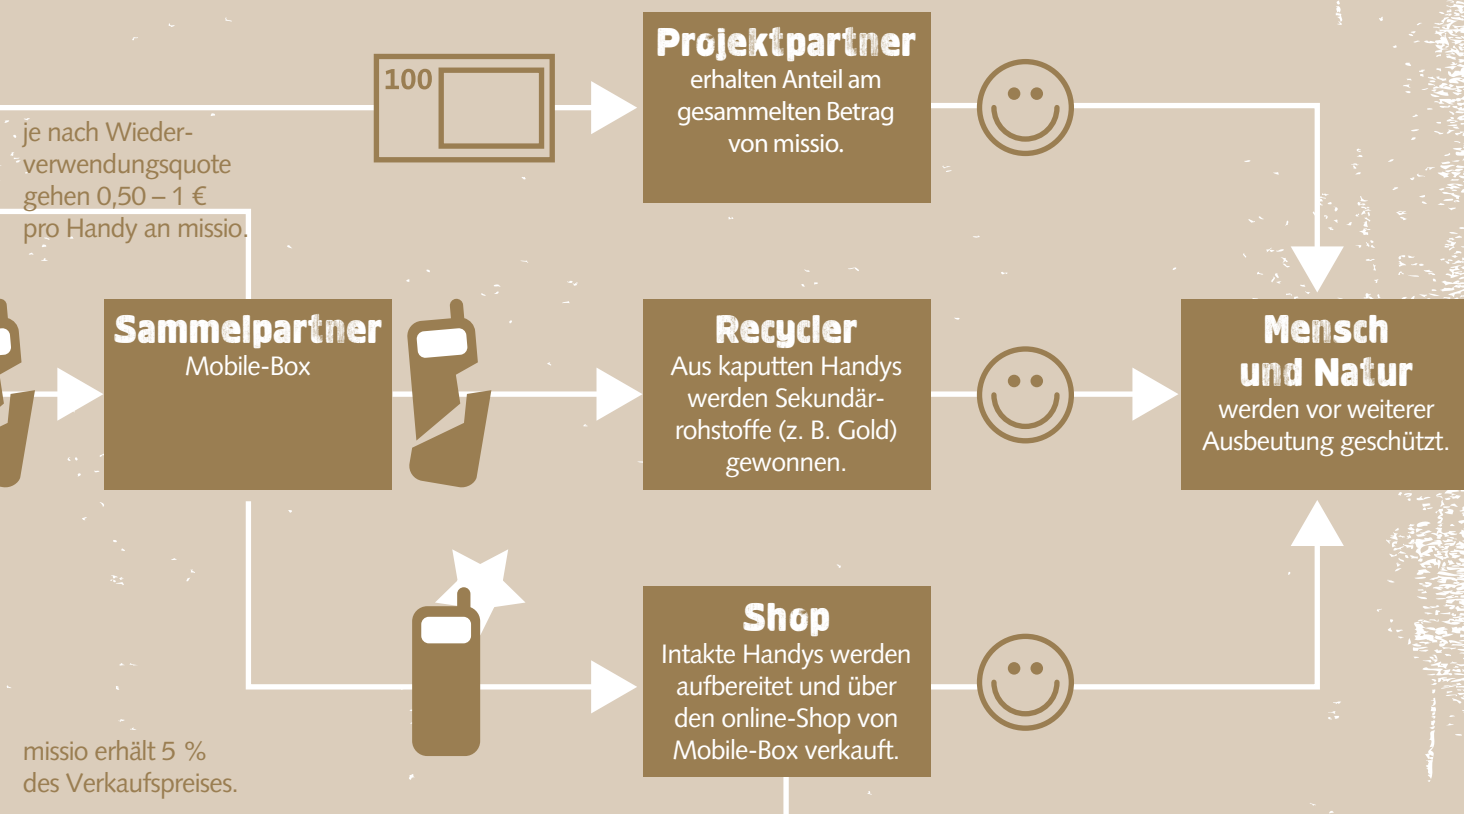 100
Projektpartner
erhalten Anteil am
gesammelten Betrag
von missio.
je nach Wieder-
verwendungsquote
gehen 0,50 – 1 €
pro Handy an missio.
Sammelpartner
Mobile-Box
Recycler
Aus kaputten Handys
werden Sekundär-
rohstoffe (z. B. Gold)
gewonnen.
Mensch
und Natur
werden vor weiterer
Ausbeutung geschützt.
Shop
Intakte Handys werden
aufbereitet und über
den online-Shop von
Mobile-Box verkauft.
missio erhält 5 %
des Verkaufspreises.